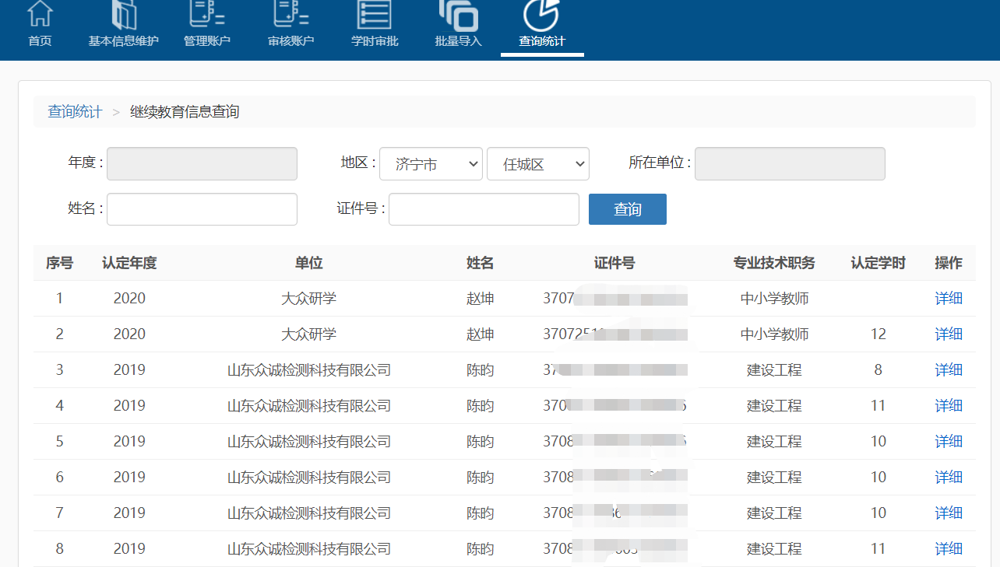 首页 基本信息维护 管理账户 审核账户 学时审批 批量导入 查询统计
查询统计 > 继续教育信息查询
年度 : 地区 : 济宁市 任城区 所在单位 :
姓名 : 证件号 : 查询
序号 认定年度 单位 姓名 证件号 专业技术职务 认定学时 操作
1 2020 大众研学 赵坤 3707 中小学教师 详细
2 2020 大众研学 赵坤 37072 中小学教师 12 详细
3 2019 山东众诚检测科技有限公司 陈昀 37 建设工程 8 详细
4 2019 山东众诚检测科技有限公司 陈昀 370 建设工程 11 详细
5 2019 山东众诚检测科技有限公司 陈昀 3708 建设工程 10 详细
6 2019 山东众诚检测科技有限公司 陈昀 3708 建设工程 10 详细
7 2019 山东众诚检测科技有限公司 陈昀 3708 建设工程 10 详细
8 2019 山东众诚检测科技有限公司 陈昀 3708 建设工程 11 详细